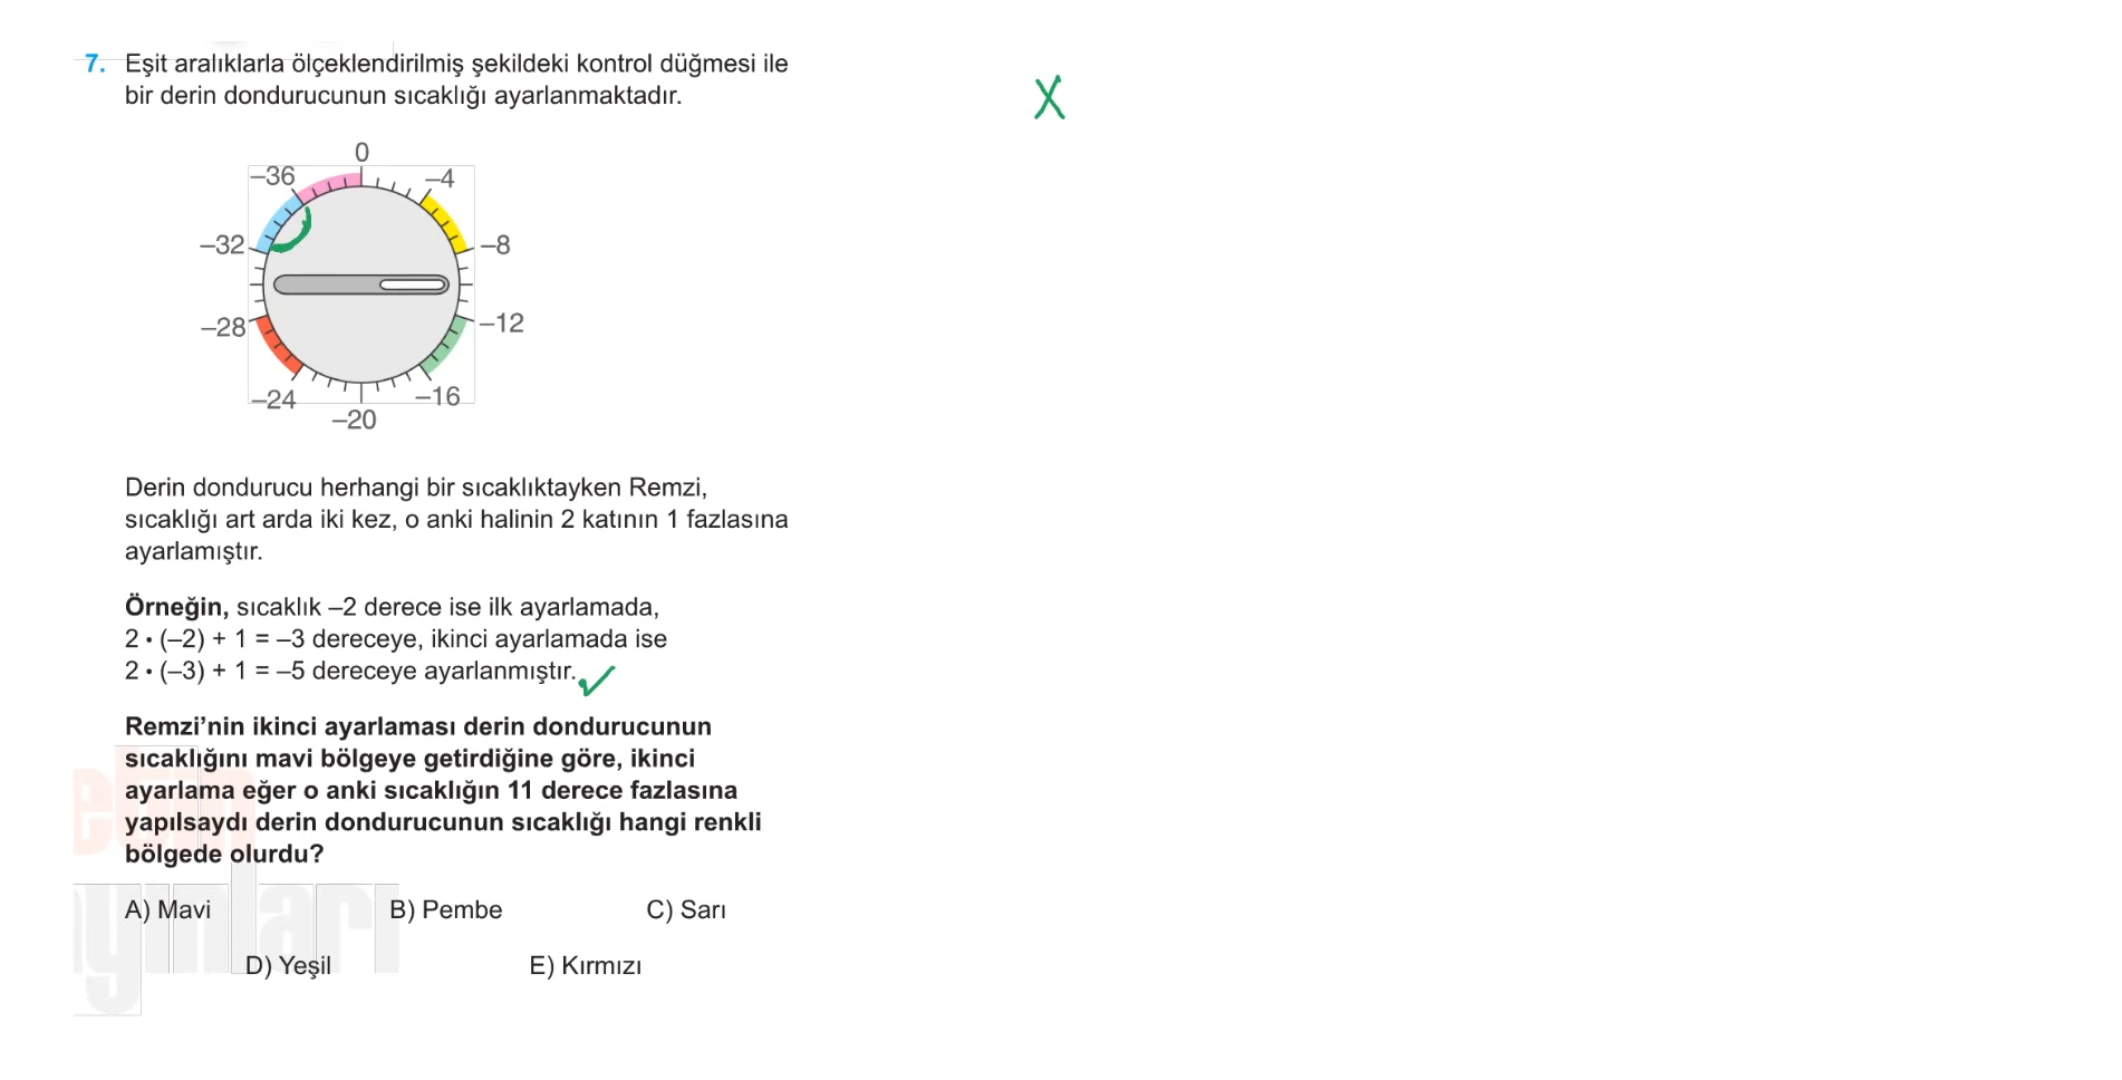 7. Eşit aralıklarla ölçeklendirilmiş şekildeki kontrol düğmesi ile
bir derin dondurucunun sıcaklığı ayarlanmaktadır.
X
0
–36
–4
–32
–8
–28
–12
–24
–16
–20
Derin dondurucu herhangi bir sıcaklıktayken Remzi,
sıcaklığı art arda iki kez, o anki halinin 2 katının 1 fazlasına
ayarlamıştır.
Örneğin, sıcaklık –2 derece ise ilk ayarlamada,
2 • (–2) + 1 = –3 dereceye, ikinci ayarlamada ise
2 • (–3) + 1 = –5 dereceye ayarlanmıştır.
Remzi’nin ikinci ayarlaması derin dondurucunun
sıcaklığını mavi bölgeye getirdiğine göre, ikinci
ayarlama eğer o anki sıcaklığın 11 derece fazlasına
yapılsaydı derin dondurucunun sıcaklığı hangi renkli
bölgede olurdu?
A) Mavi B) Pembe C) Sarı
D) Yeşil E) Kırmızı